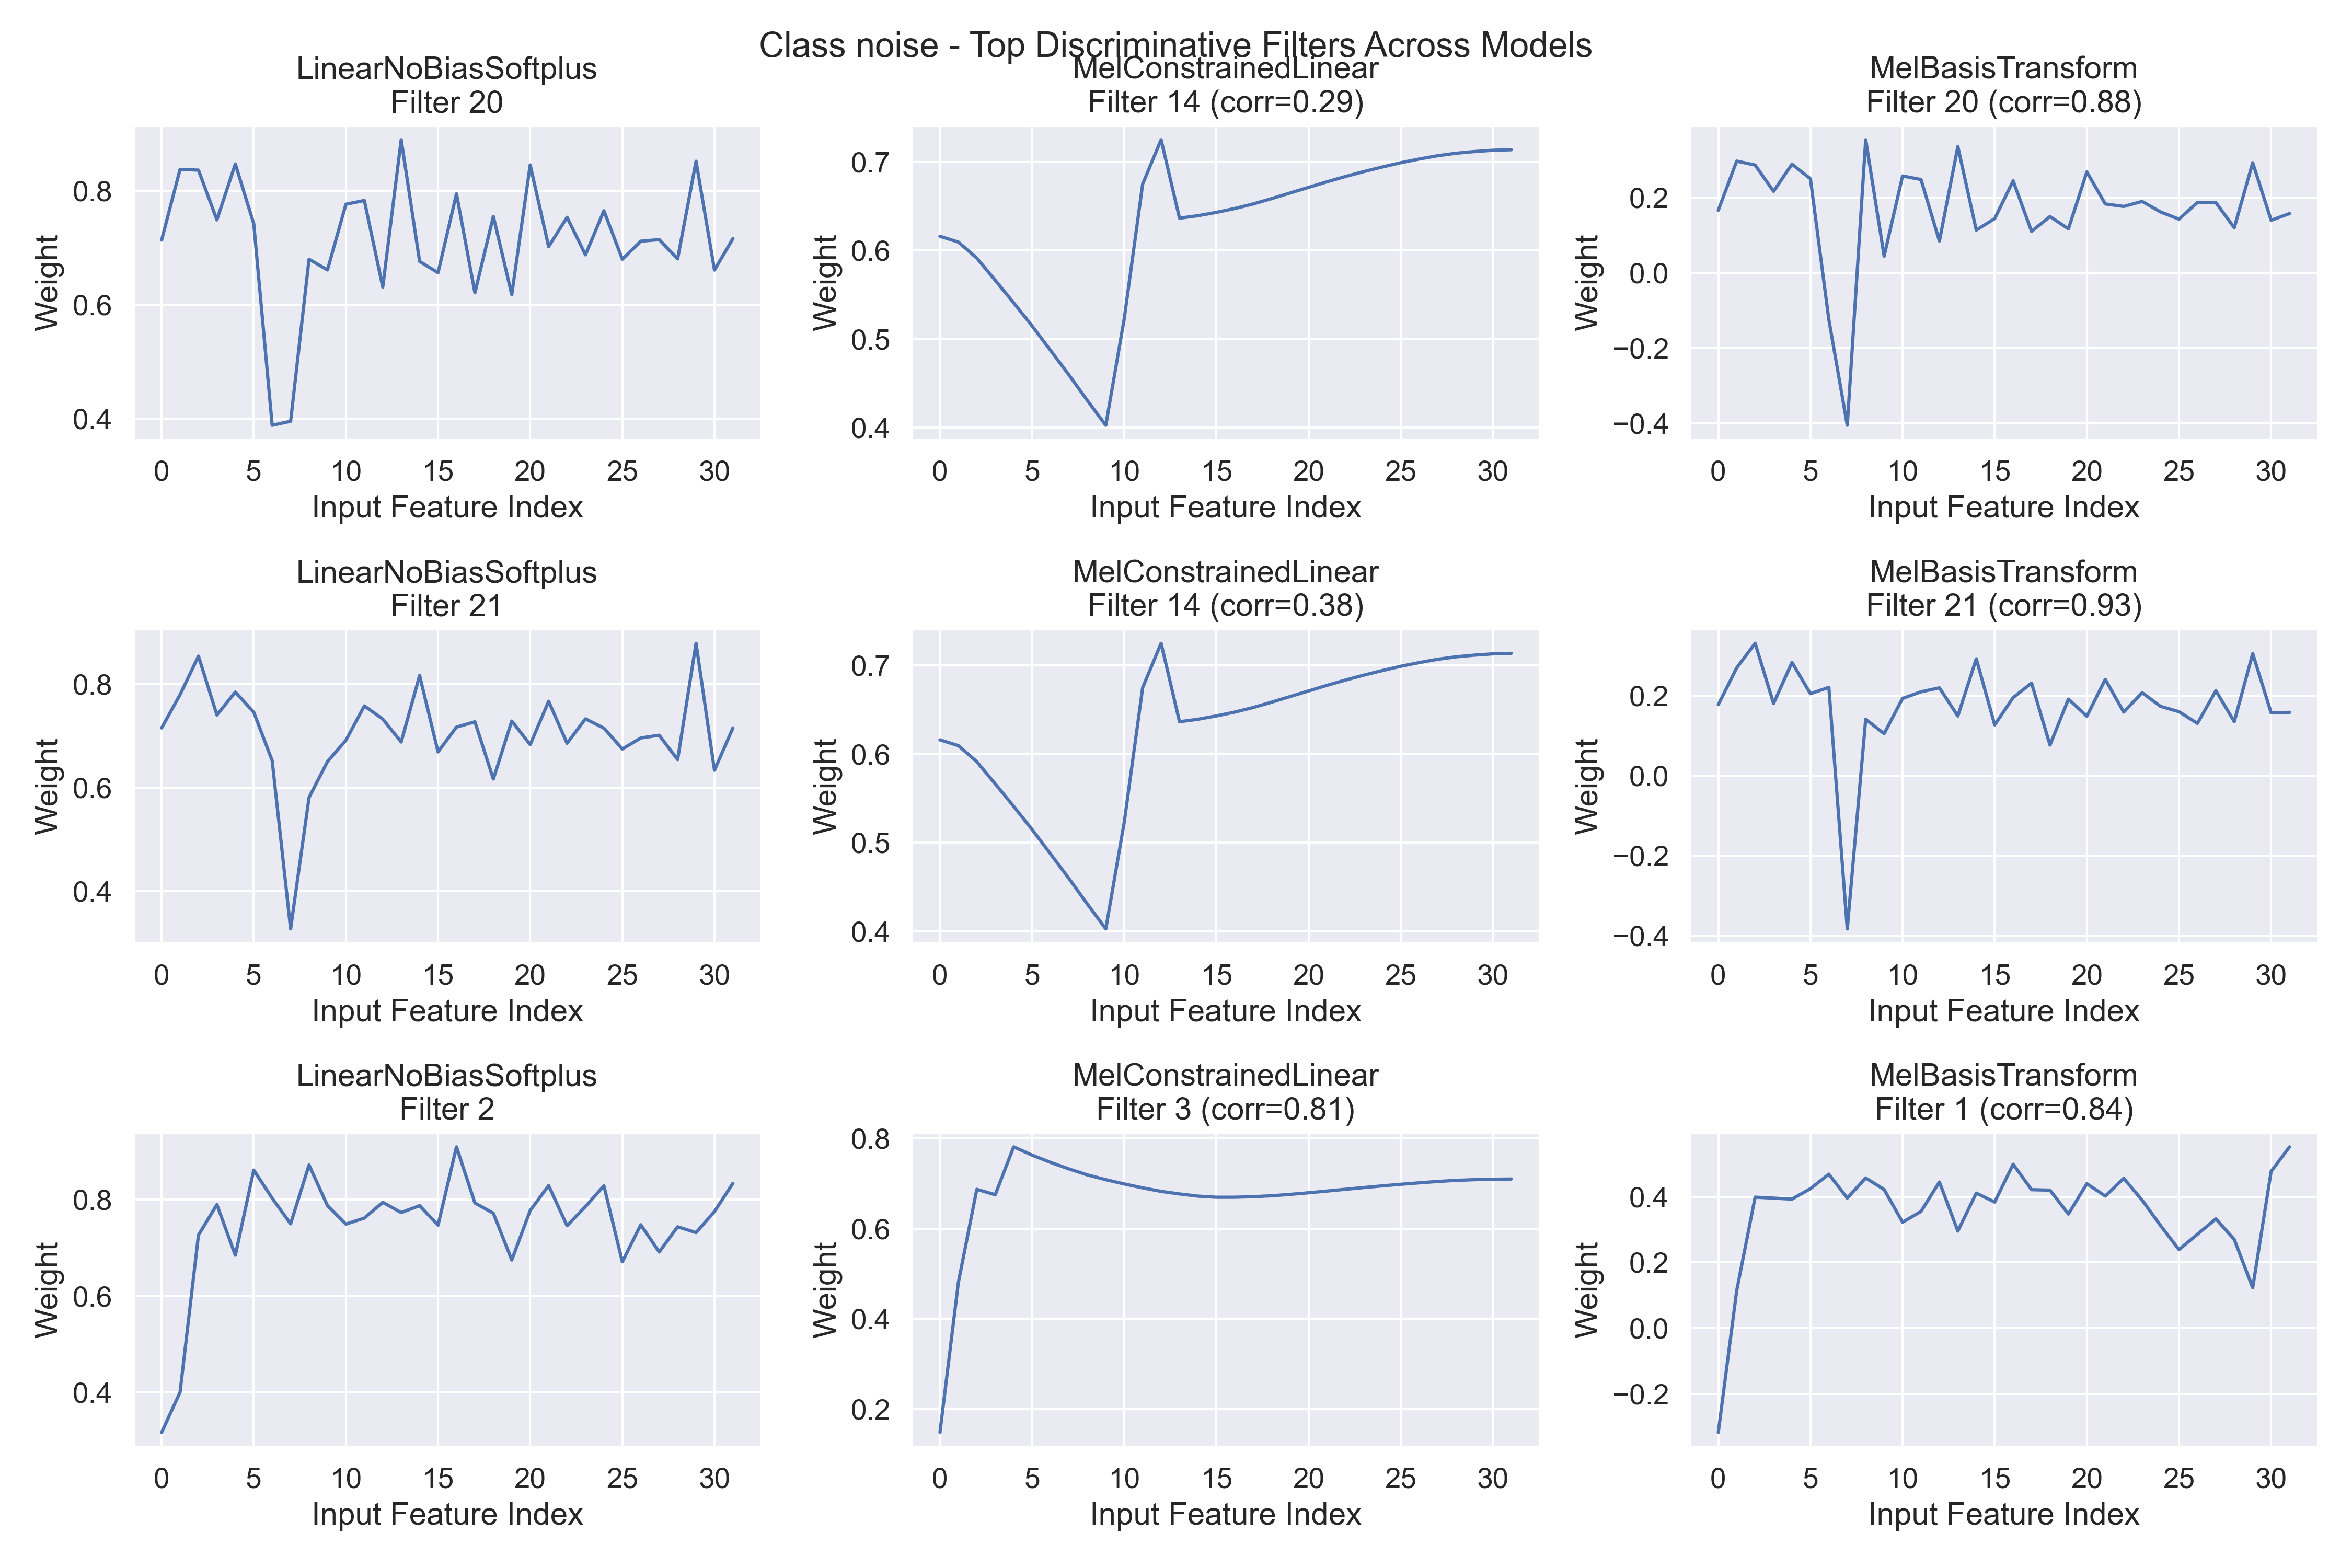 Class noise - Top Discriminative Filters Across Models
LinearNoBiasSoftplus
Filter 20
MelConstrainedLinear
Filter 14 (corr=0.29)
MelBasisTransform
Filter 20 (corr=0.88)
Weight
0.8
0.6
0.4
0 5 10 15 20 25 30
Input Feature Index
Weight
0.7
0.6
0.5
0.4
0 5 10 15 20 25 30
Input Feature Index
Weight
0.2
0.0
−0.2
−0.4
0 5 10 15 20 25 30
Input Feature Index
LinearNoBiasSoftplus
Filter 21
MelConstrainedLinear
Filter 14 (corr=0.38)
MelBasisTransform
Filter 21 (corr=0.93)
Weight
0.8
0.6
0.4
0 5 10 15 20 25 30
Input Feature Index
Weight
0.7
0.6
0.5
0.4
0 5 10 15 20 25 30
Input Feature Index
Weight
0.2
0.0
−0.2
−0.4
0 5 10 15 20 25 30
Input Feature Index
LinearNoBiasSoftplus
Filter 2
MelConstrainedLinear
Filter 3 (corr=0.81)
MelBasisTransform
Filter 1 (corr=0.84)
Weight
0.8
0.6
0.4
0 5 10 15 20 25 30
Input Feature Index
Weight
0.8
0.6
0.4
0.2
0 5 10 15 20 25 30
Input Feature Index
Weight
0.4
0.2
0.0
−0.2
0 5 10 15 20 25 30
Input Feature Index